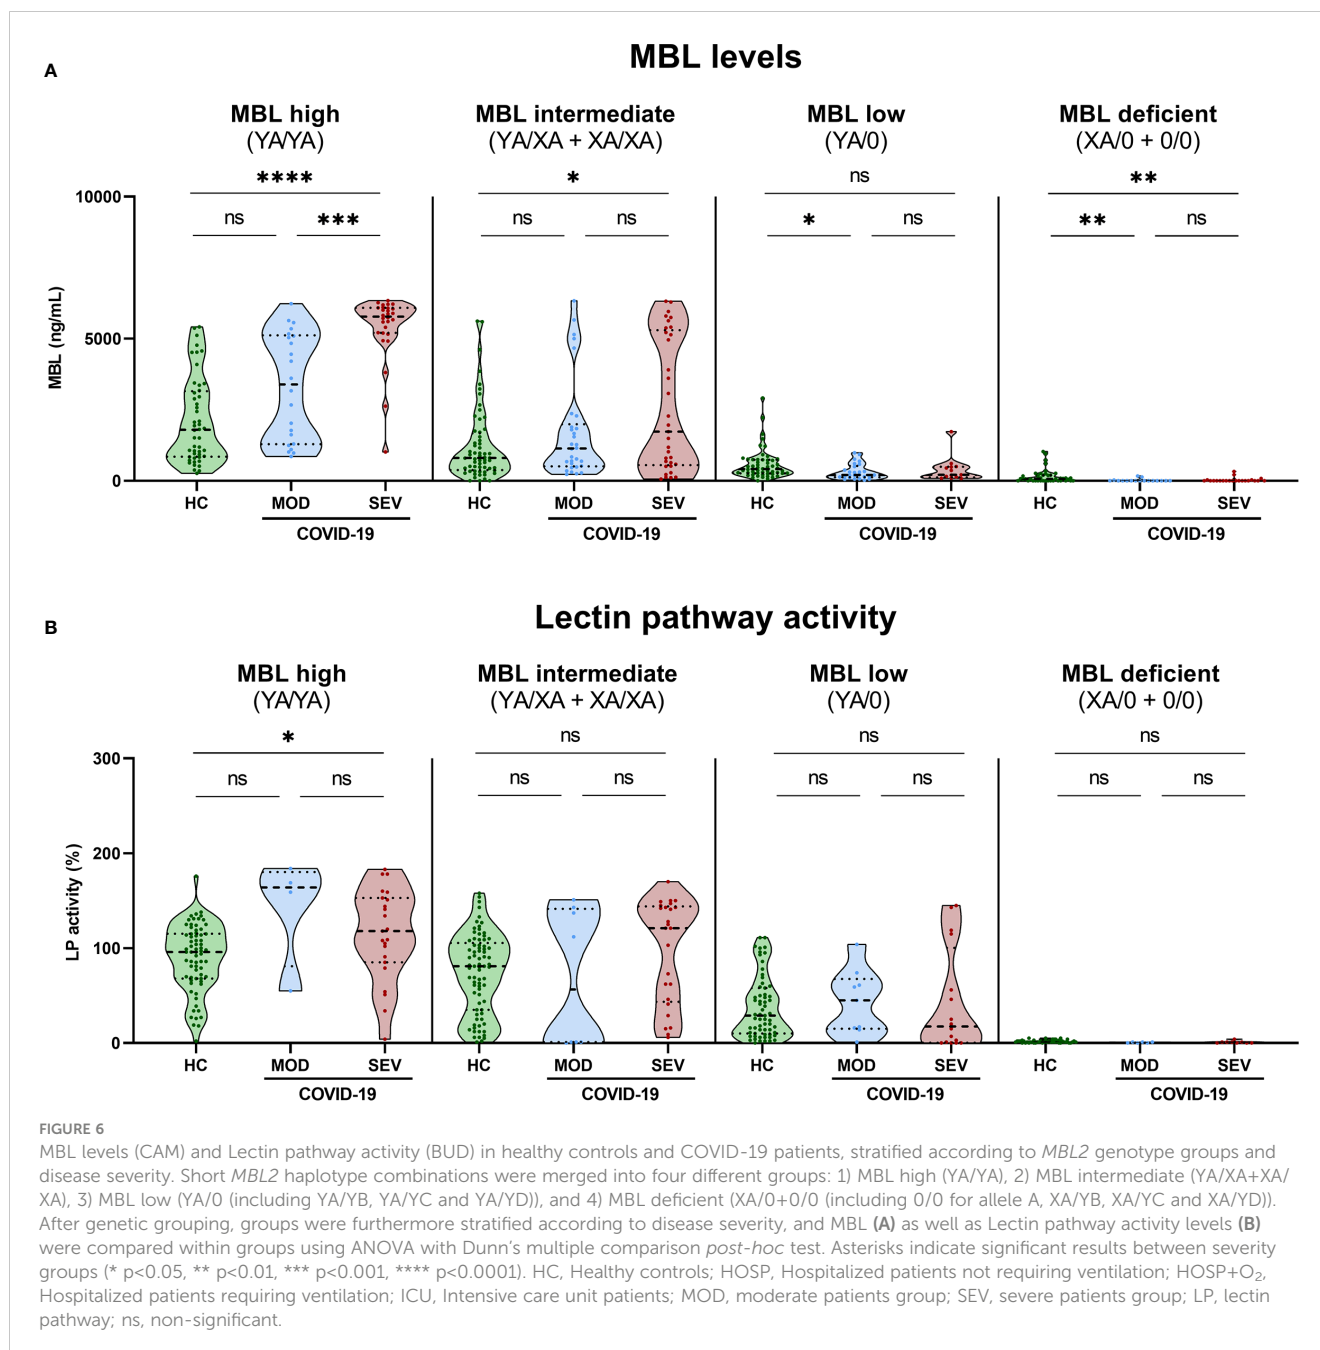 A
MBL levels
MBL high
(YA/YA)
MBL intermediate
(YA/XA + XA/XA)
MBL low
(YA/0)
MBL deficient
(XA/0 + 0/0)
****
*
ns
**
ns
***
ns
ns
*
ns
**
ns
10000
5000
0
MBL (ng/mL)
HC
MOD
SEV
COVID-19
HC
MOD
SEV
COVID-19
HC
MOD
SEV
COVID-19
HC
MOD
SEV
COVID-19
B
Lectin pathway activity
MBL high
(YA/YA)
MBL intermediate
(YA/XA + XA/XA)
MBL low
(YA/0)
MBL deficient
(XA/0 + 0/0)
*
ns
ns
ns
ns
ns
ns
ns
ns
ns
ns
ns
300
200
100
0
LP activity (%)
HC
MOD
SEV
COVID-19
HC
MOD
SEV
COVID-19
HC
MOD
SEV
COVID-19
HC
MOD
SEV
COVID-19
FIGURE 6
MBL levels (CAM) and Lectin pathway activity (BUD) in healthy controls and COVID-19 patients, stratified according to MBL2 genotype groups and
disease severity. Short MBL2 haplotype combinations were merged into four different groups: 1) MBL high (YA/YA), 2) MBL intermediate (YA/XA+XA/
XA), 3) MBL low (YA/0 (including YA/YB, YA/YC and YA/YD)), and 4) MBL deficient (XA/0+0/0 (including 0/0 for allele A, XA/YB, XA/YC and XA/YD)).
After genetic grouping, groups were furthermore stratified according to disease severity, and MBL (A) as well as Lectin pathway activity levels (B)
were compared within groups using ANOVA with Dunn's multiple comparison post-hoc test. Asterisks indicate significant results between severity
groups (* p<0.05, ** p<0.01, *** p<0.001, **** p<0.0001). HC, Healthy controls; HOSP, Hospitalized patients not requiring ventilation; HOSP+O₂,
Hospitalized patients requiring ventilation; ICU, Intensive care unit patients; MOD, moderate patients group; SEV, severe patients group; LP, lectin
pathway; ns, non-significant.